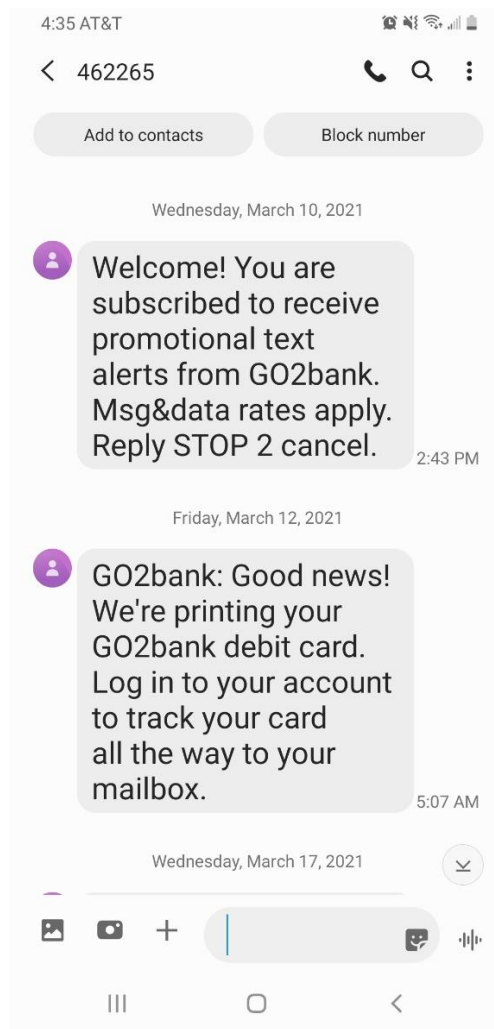 4:35 AT&T
462265
Add to contacts
Block number
Wednesday, March 10, 2021
Welcome! You are
subscribed to receive
promotional text
alerts from GO2bank.
Msg&data rates apply.
Reply STOP 2 cancel.
2:43 PM
Friday, March 12, 2021
GO2bank: Good news!
We're printing your
GO2bank debit card.
Log in to your account
to track your card
all the way to your
mailbox.
5:07 AM
Wednesday, March 17, 2021